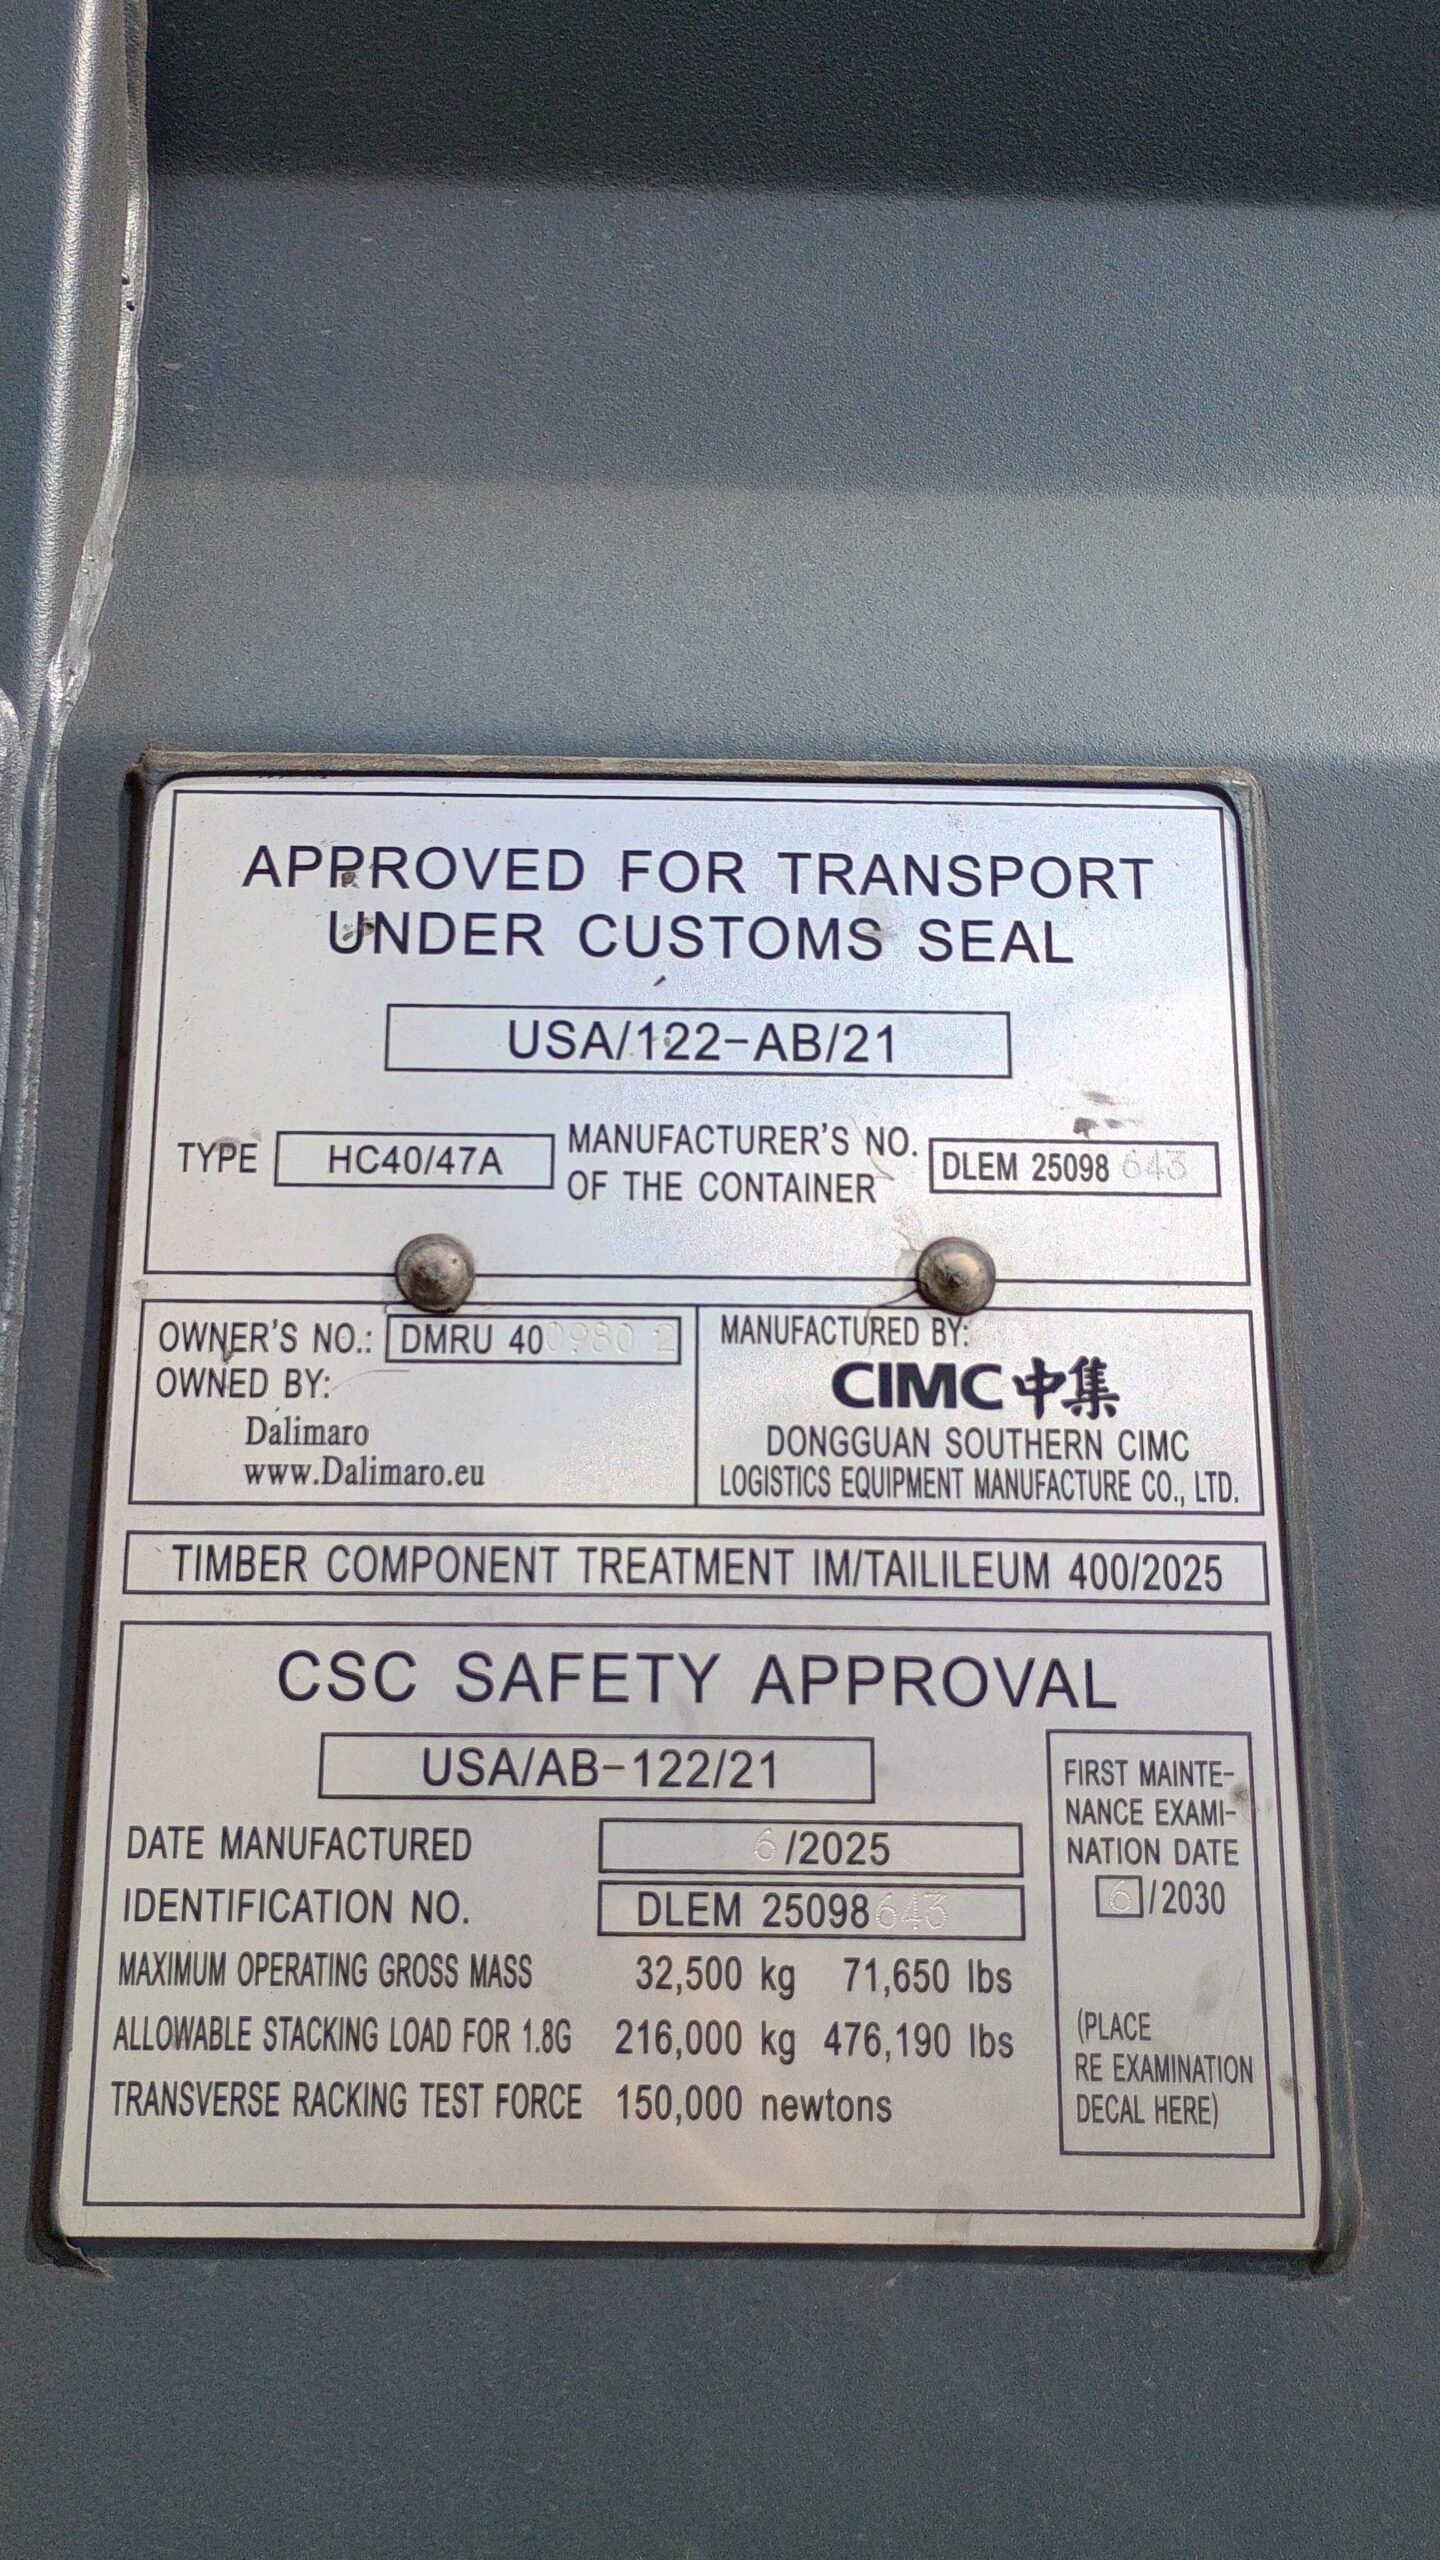 APPROVED FOR TRANSPORT
UNDER CUSTOMS SEAL
USA/122-AB/21
TYPE HC40/47A
MANUFACTURER'S NO.
OF THE CONTAINER
DLEM 25098 643
OWNER'S NO.: DMRU 400980 2
OWNED BY:
Dalimaro
www.Dalimaro.eu
MANUFACTURED BY:
CIMC中集
DONGGUAN SOUTHERN CIMC
LOGISTICS EQUIPMENT MANUFACTURE CO., LTD.
TIMBER COMPONENT TREATMENT IM/TAILILEUM 400/2025
CSC SAFETY APPROVAL
USA/AB-122/21
DATE MANUFACTURED 6/2025
IDENTIFICATION NO. DLEM 25098643
MAXIMUM OPERATING GROSS MASS 32,500 kg 71,650 lbs
ALLOWABLE STACKING LOAD FOR 1.8G 216,000 kg 476,190 lbs
TRANSVERSE RACKING TEST FORCE 150,000 newtons
FIRST MAINTE-
NANCE EXAMI-
NATION DATE
6/2030
(PLACE
RE EXAMINATION
DECAL HERE)